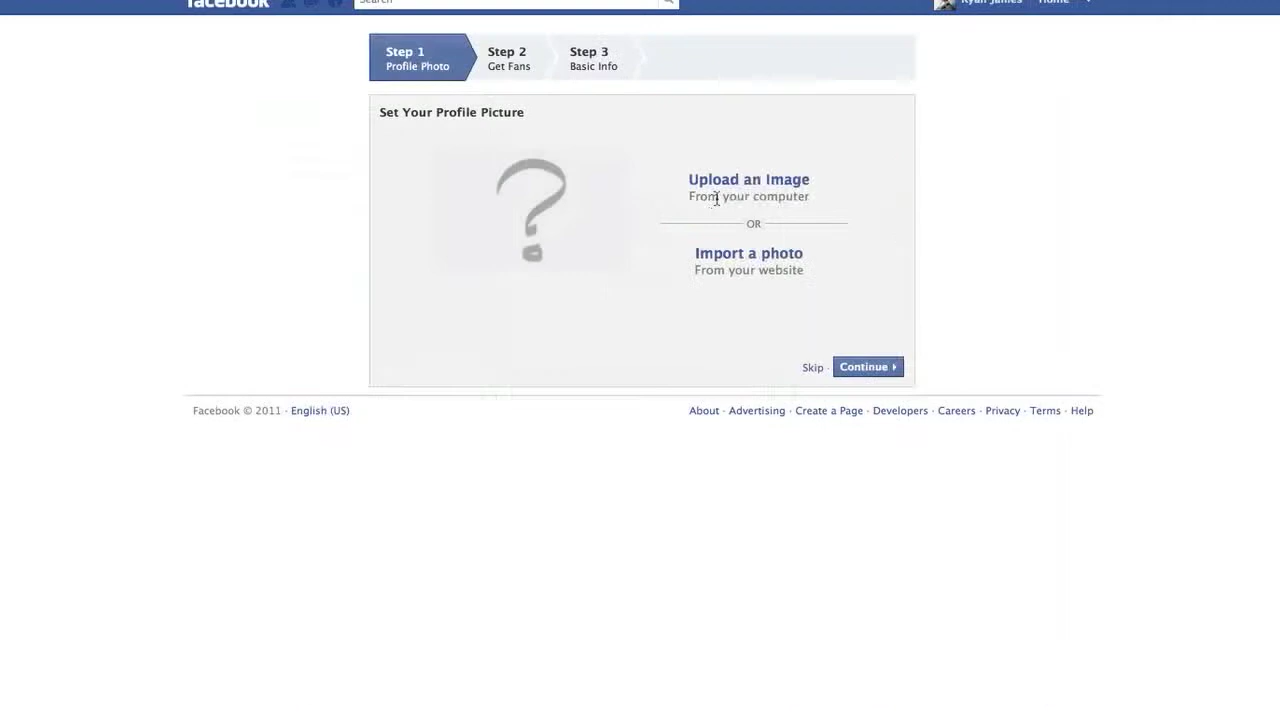 facebook Search Ryan James Home
Step 1 Step 2 Step 3
Profile Photo Get Fans Basic Info
Set Your Profile Picture
?
Upload an Image
From your computer
OR
Import a photo
From your website
Skip · Continue
Facebook © 2011 · English (US) About · Advertising · Create a Page · Developers · Careers · Privacy · Terms · Help